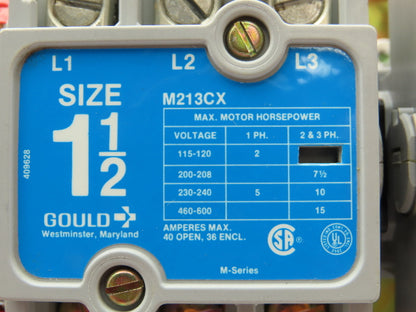 L1 L2 L3
SIZE
1 1/2
M213CX
MAX. MOTOR HORSEPOWER
VOLTAGE 1 PH. 2 & 3 PH.
115-120 2
200-208 7½
230-240 5 10
460-600 15
409628
GOULD
Westminster, Maryland
AMPERES MAX.
40 OPEN, 36 ENCL.
SA
UL
M-Series